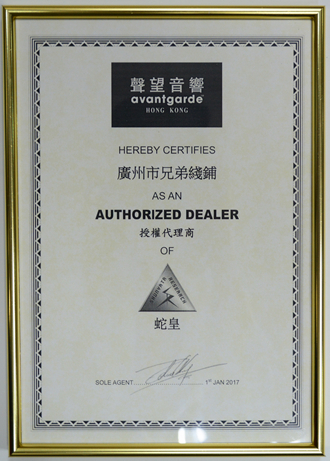 聲望音響
avantgarde
HONG KONG
HEREBY CERTIFIES
廣州市兄弟綫鋪
AS AN
AUTHORIZED DEALER
授權代理商
OF
蛇皇
SOLE AGENT 1ST JAN 2017